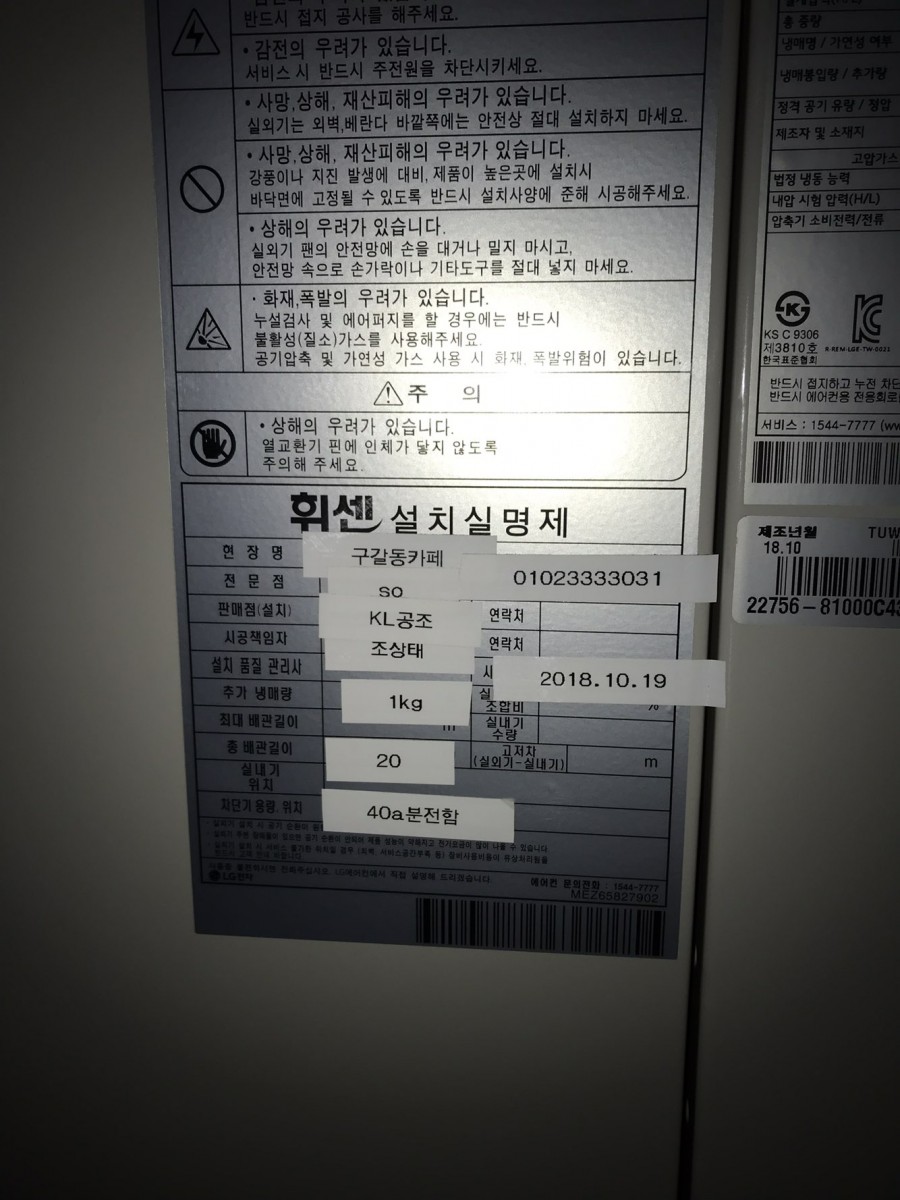 반드시 접지 공사를 해주세요.
• 감전의 우려가 있습니다.
서비스 시 반드시 주전원을 차단시키세요.
• 사망,상해, 재산피해의 우려가 있습니다.
실외기는 외벽,베란다 바깥쪽에는 안전상 절대 설치하지 마세요.
• 사망,상해, 재산피해의 우려가 있습니다.
강풍이나 지진 발생에 대비, 제품이 높은곳에 설치시
바닥면에 고정될 수 있도록 반드시 설치사양에 준해 시공해주세요.
• 상해의 우려가 있습니다.
실외기 팬의 안전망에 손을 대거나 밀지 마시고,
안전망 속으로 손가락이나 기타도구를 절대 넣지 마세요.
· 화재,폭발의 우려가 있습니다.
누설검사 및 에어퍼지를 할 경우에는 반드시
불활성(질소)가스를 사용해주세요.
공기압축 및 가연성 가스 사용 시 화재, 폭발위험이 있습니다.
주 의
• 상해의 우려가 있습니다.
열교환기 핀에 인체가 닿지 않도록
주의해 주세요.
휘센 설치실명제
현장명 구갈동카페
전문점 so 01023333031
판매점(설치) KL공조 연락처
시공책임자 조상태 연락처
설치 품질 관리사 시 2018.10.19
추가 냉매량 1kg 실
조합비 %
최대 배관길이 m 실내기
수량
총 배관길이 20 고저차
(실외기-실내기) m
실내기
위치
차단기 용량, 위치 40a분전함
LG전자
에어컨 문의전화 : 1544-7777
MEZ65827902
총 중량
냉매명 / 가연성 여부
냉매봉입량 / 추가량
정격 공기 유량 / 정압
제조자 및 소재지
고압가스
법정 냉동 능력
내압 시험 압력(H/L)
압축기 소비전력/전류
KS C 9306
제3810호
한국표준협회
R-REM-LGE-TW-0021
반드시 접지하고 누전 차단
반드시 에어컨용 전용회로
서비스 : 1544-7777 (ww
제조년월 TUW
18.10
22756-81000C43